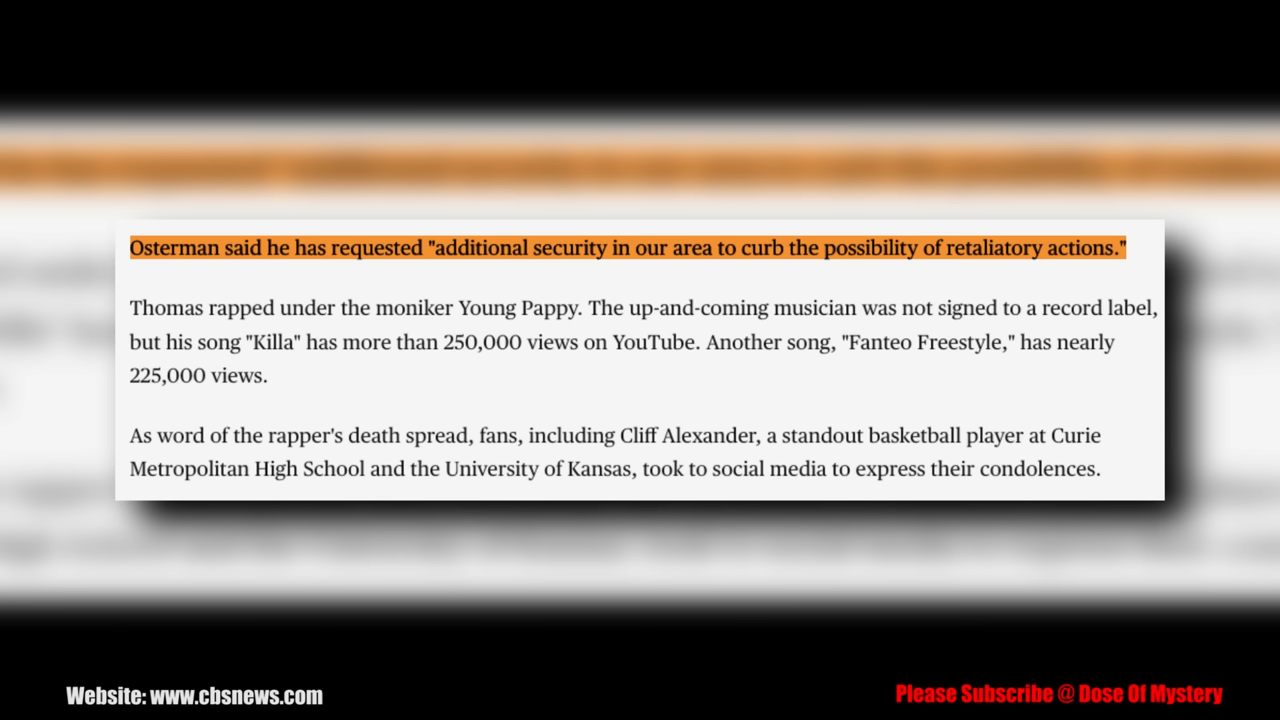 Osterman said he has requested "additional security in our area to curb the possibility of retaliatory actions."
Thomas rapped under the moniker Young Pappy. The up-and-coming musician was not signed to a record label,
but his song "Killa" has more than 250,000 views on YouTube. Another song, "Fanteo Freestyle," has nearly
225,000 views.
As word of the rapper's death spread, fans, including Cliff Alexander, a standout basketball player at Curie
Metropolitan High School and the University of Kansas, took to social media to express their condolences.
Website: www.cbsnews.com
Please Subscribe @ Dose Of Mystery